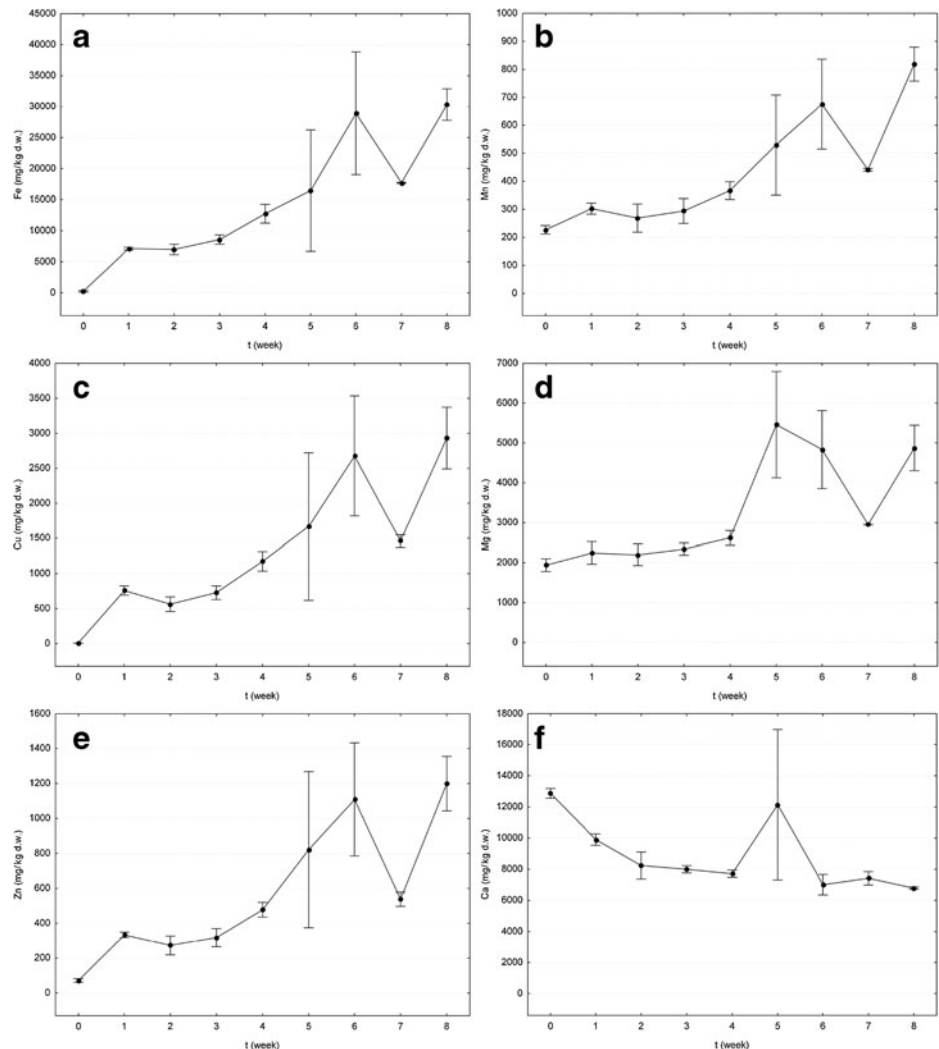 a
45000
40000
35000
30000
25000
20000
15000
10000
5000
0
Fe (mg/kg d.w.)
0 1 2 3 4 5 6 7 8
t (week)
b
1000
900
800
700
600
500
400
300
200
100
0
Mn (mg/kg d.w.)
0 1 2 3 4 5 6 7 8
t (week)
c
4000
3500
3000
2500
2000
1500
1000
500
0
Cu (mg/kg d.w.)
0 1 2 3 4 5 6 7 8
t (week)
d
7000
6000
5000
4000
3000
2000
1000
0
Mg (mg/kg d.w.)
0 1 2 3 4 5 6 7 8
t (week)
e
1600
1400
1200
1000
800
600
400
200
0
Zn (mg/kg d.w.)
0 1 2 3 4 5 6 7 8
t (week)
f
18000
16000
14000
12000
10000
8000
6000
4000
2000
0
Ca (mg/kg d.w.)
0 1 2 3 4 5 6 7 8
t (week)